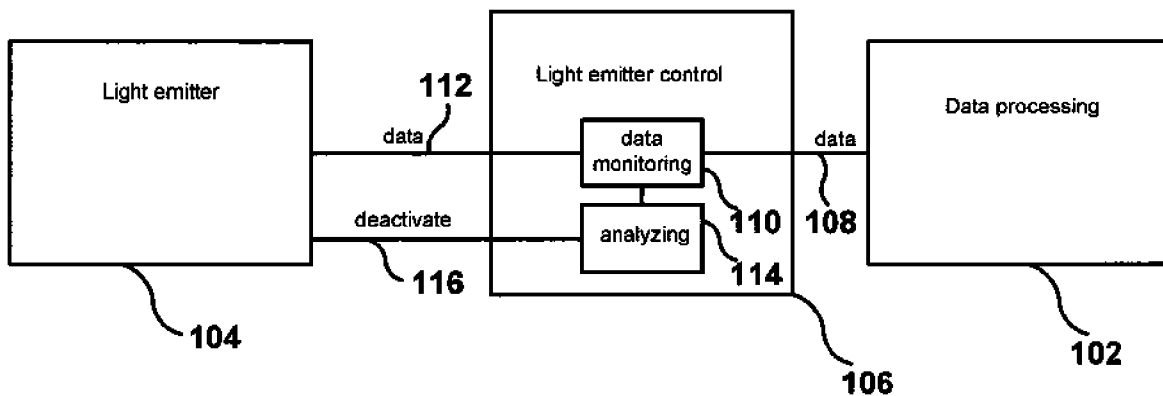 Light emitter
data
112
deactivate
116
104
Light emitter control
data
monitoring
110
analyzing
114
106
data
108
Data processing
102